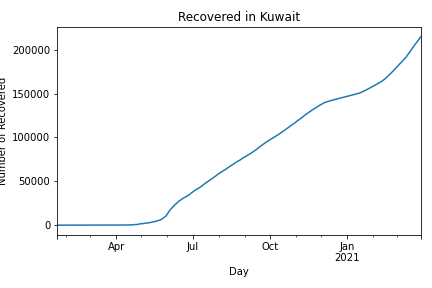 Recovered in Kuwait
Number of Recovered
200000
150000
100000
50000
0
Apr
Jul
Oct
Jan
2021
Day